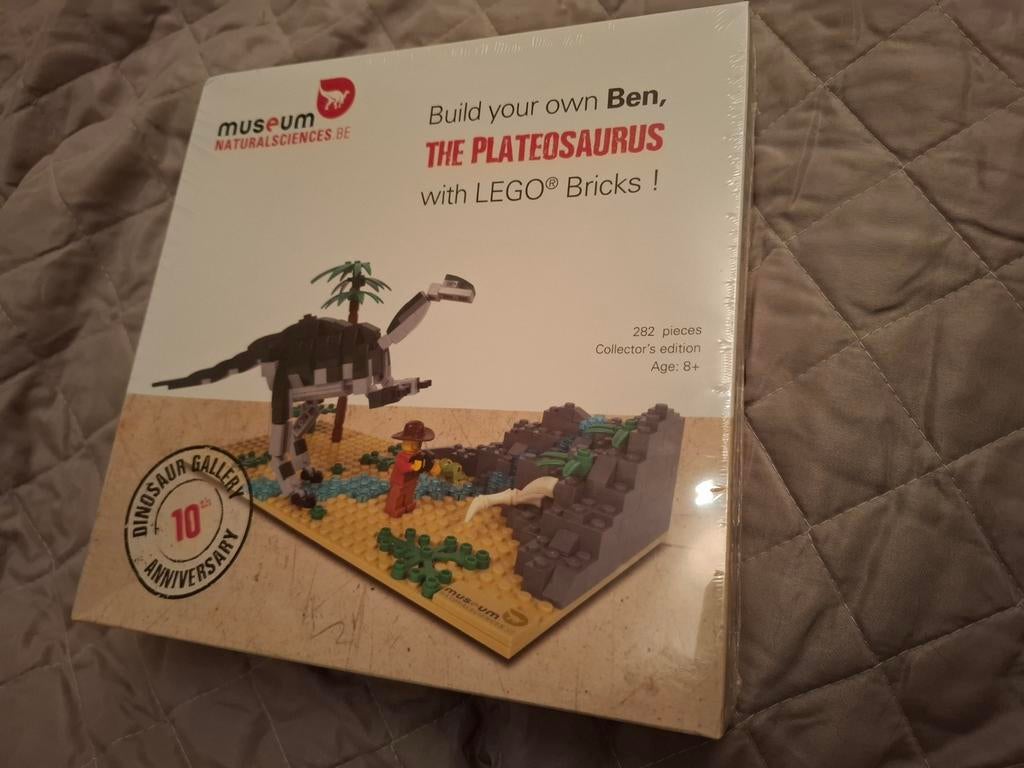 museum
NATURALSCIENCES.BE
Build your own Ben,
THE PLATEOSAURUS
with LEGO® Bricks !
282 pieces
Collector's edition
Age: 8+
DINOSAUR GALLERY
10
ANNIVERSARY
museum